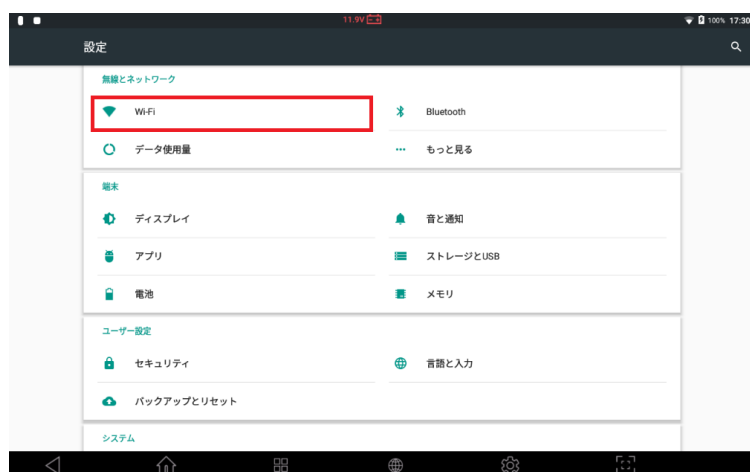 11.9V
100% 17:30
設定
無線とネットワーク
Wi-Fi
Bluetooth
データ使用量
もっと見る
端末
ディスプレイ
音と通知
アプリ
ストレージとUSB
電池
メモリ
ユーザー設定
セキュリティ
言語と入力
バックアップとリセット
システム